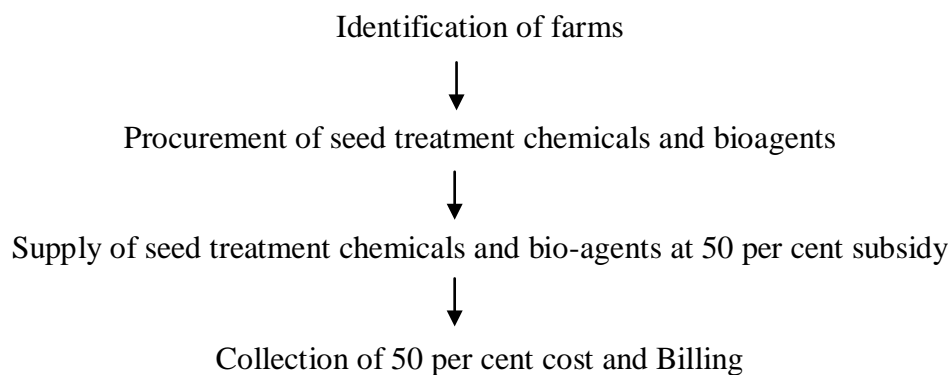 Identification of farms
Procurement of seed treatment chemicals and bioagents
Supply of seed treatment chemicals and bio-agents at 50 per cent subsidy
Collection of 50 per cent cost and Billing